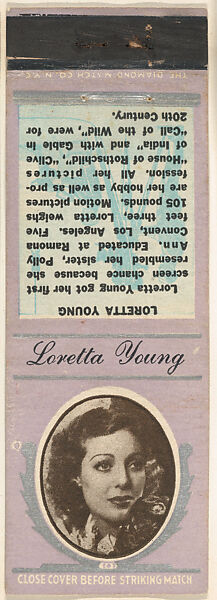 THE DIAMOND MATCH CO. N.Y.C.
LORETTA YOUNG
Loretta Young got her first
screen chance because she
resembled her sister, Polly
Ann. Educated at Ramona
Convent, Los Angeles. Five
feet three, Loretta weighs
105 pounds. Motion pictures
are her hobby as well as pro-
fession. All her pictures
"House of Rothschild", "Clive
of India" and with Gable in
"Call of the Wild", were for
20th Century.
Loretta Young
CLOSE COVER BEFORE STRIKING MATCH